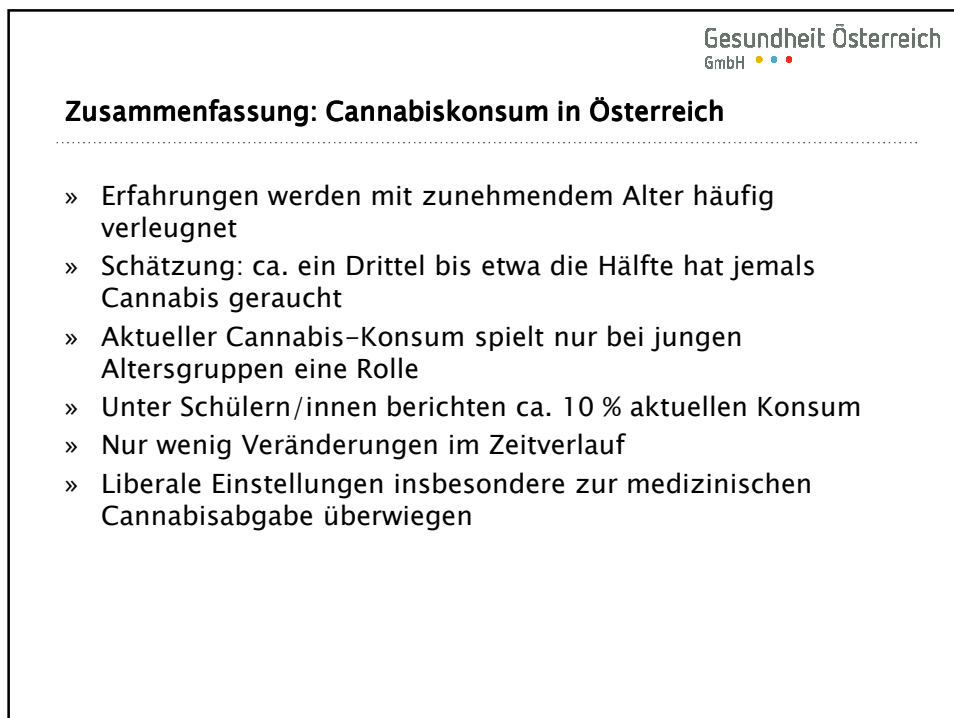 Gesundheit Österreich
GmbH
Zusammenfassung: Cannabiskonsum in Österreich
» Erfahrungen werden mit zunehmendem Alter häufig
verleugnet
» Schätzung: ca. ein Drittel bis etwa die Hälfte hat jemals
Cannabis geraucht
» Aktueller Cannabis-Konsum spielt nur bei jungen
Altersgruppen eine Rolle
» Unter Schülern/innen berichten ca. 10 % aktuellen Konsum
» Nur wenig Veränderungen im Zeitverlauf
» Liberale Einstellungen insbesondere zur medizinischen
Cannabisabgabe überwiegen